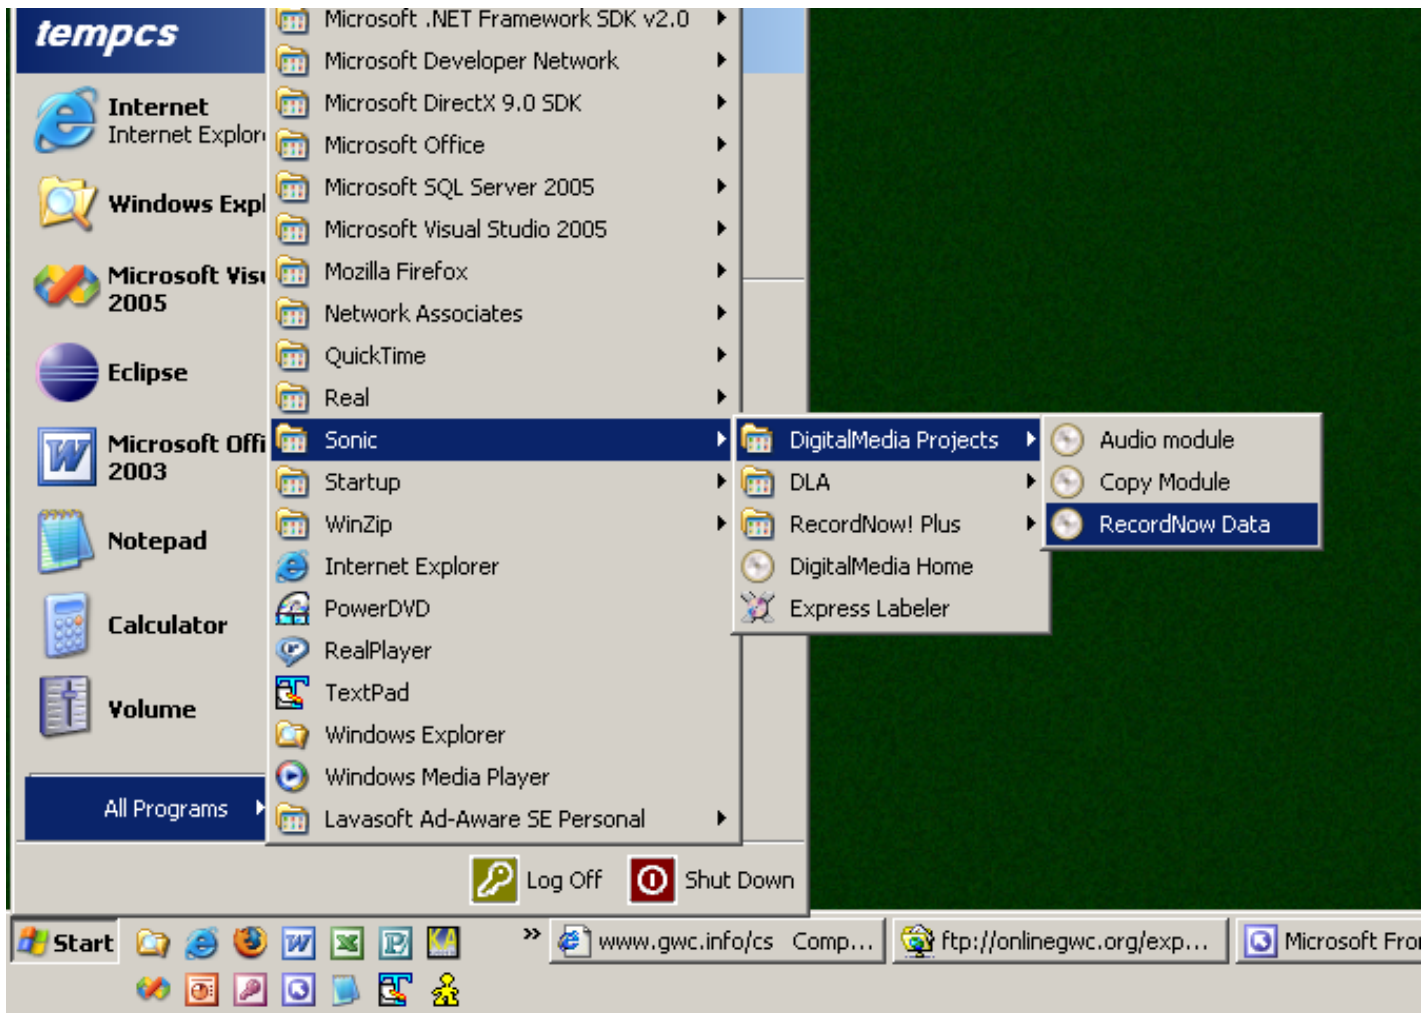 tempcs
Internet
Internet Explor
Windows Expl
Microsoft Visu
2005
Eclipse
Microsoft Offi
2003
Notepad
Calculator
Volume
All Programs
Microsoft .NET Framework SDK v2.0
Microsoft Developer Network
Microsoft DirectX 9.0 SDK
Microsoft Office
Microsoft SQL Server 2005
Microsoft Visual Studio 2005
Mozilla Firefox
Network Associates
QuickTime
Real
Sonic
Startup
WinZip
Internet Explorer
PowerDVD
RealPlayer
TextPad
Windows Explorer
Windows Media Player
Lavasoft Ad-Aware SE Personal
DigitalMedia Projects
DLA
RecordNow! Plus
DigitalMedia Home
Express Labeler
Audio module
Copy Module
RecordNow Data
Log Off
Shut Down
Start
www.gwc.info/cs Comp...
ftp://onlinegwc.org/exp...
Microsoft Fro